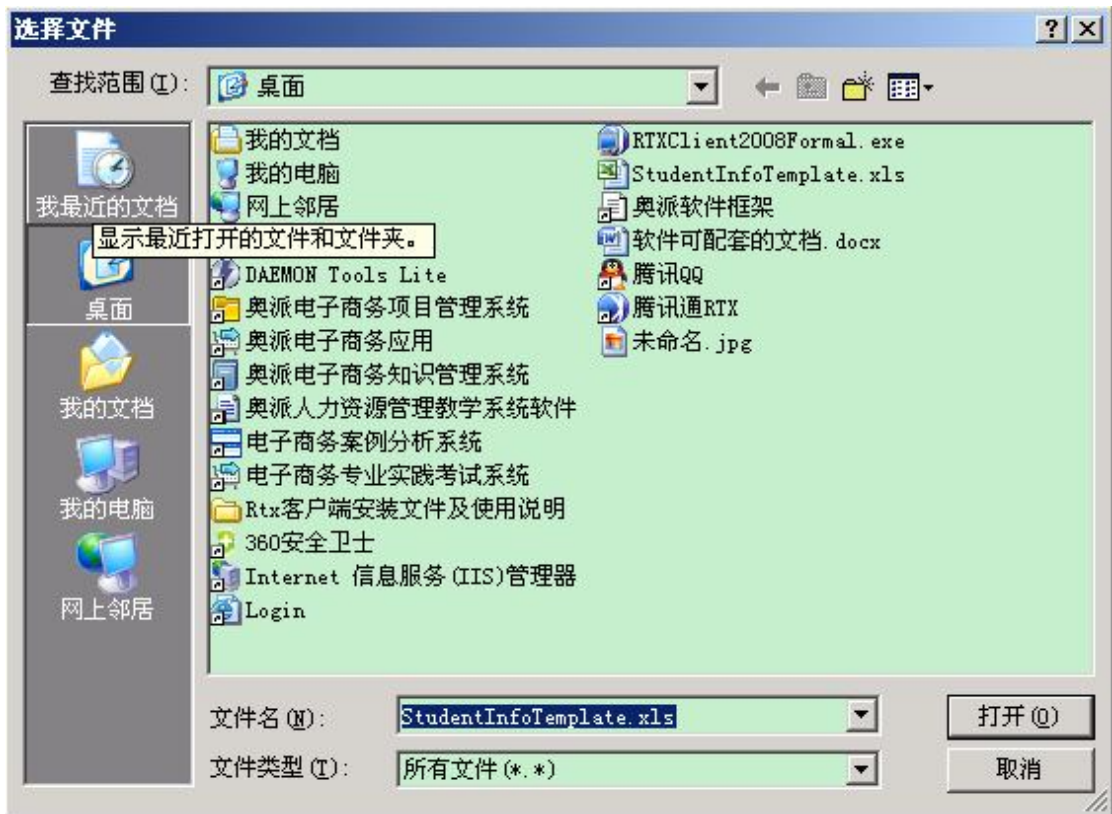 选择文件
查找范围(I):
桌面
我最近的文档
桌面
我的文档
我的电脑
网上邻居
显示最近打开的文件和文件夹。
我的文档
我的电脑
网上邻居
DAEMON Tools Lite
奥派电子商务项目管理系统
奥派电子商务应用
奥派电子商务知识管理系统
奥派人力资源管理教学系统软件
电子商务案例分析系统
电子商务专业实践考试系统
Rtx客户端安装文件及使用说明
360安全卫士
Internet 信息服务(IIS)管理器
Login
RTXClient2008Formal.exe
StudentInfoTemplate.xls
奥派软件框架
软件可配套的文档.docx
腾讯QQ
腾讯通RTX
未命名.jpg
文件名(N):
StudentInfoTemplate.xls
打开(O)
文件类型(T):
所有文件(*.*)
取消